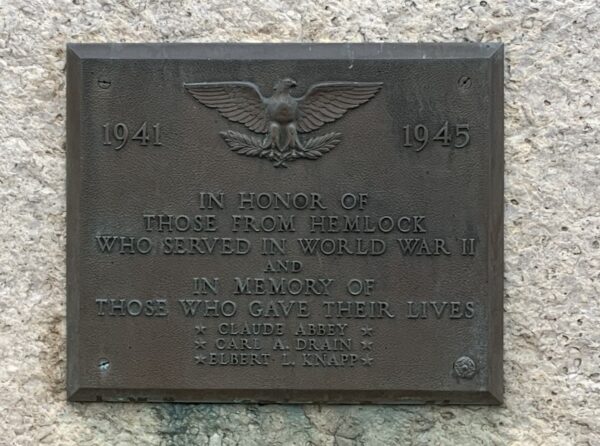 1941 1945
IN HONOR OF
THOSE FROM HEMLOCK
WHO SERVED IN WORLD WAR II
AND
IN MEMORY OF
THOSE WHO GAVE THEIR LIVES
★ CLAUDE ABBEY ★
★ CARL A. DRAIN ★
★ ELBERT L. KNAPP ★